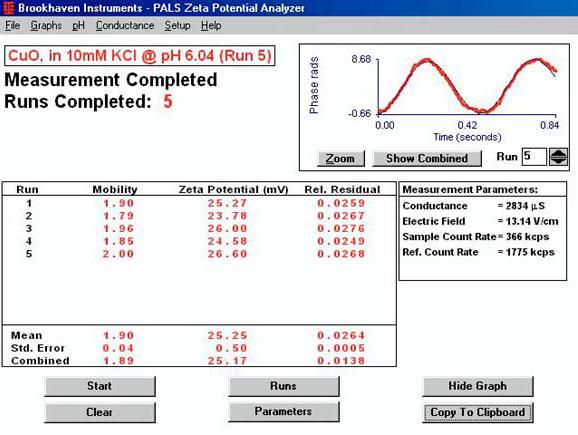 Brookhaven Instruments - PALS Zeta Potential Analyzer
File Graphs pH Conductance Setup Help
CuO, in 10mM KCl @ pH 6.04 (Run 5)
Measurement Completed
Runs Completed: 5
Phase rads
8.68
-0.66
0.00 0.42 0.84
Time (seconds)
Zoom Show Combined Run 5
Run Mobility Zeta Potential (mV) Rel. Residual
1 1.90 25.27 0.0259
2 1.79 23.78 0.0267
3 1.96 26.00 0.0276
4 1.85 24.58 0.0249
5 2.00 26.60 0.0268
Mean 1.90 25.25 0.0264
Std. Error 0.04 0.50 0.0005
Combined 1.89 25.17 0.0138
Measurement Parameters:
Conductance = 2834 µS
Electric Field = 13.14 V/cm
Sample Count Rate = 366 kcps
Ref. Count Rate = 1775 kcps
Start Runs Hide Graph
Clear Parameters Copy To Clipboard